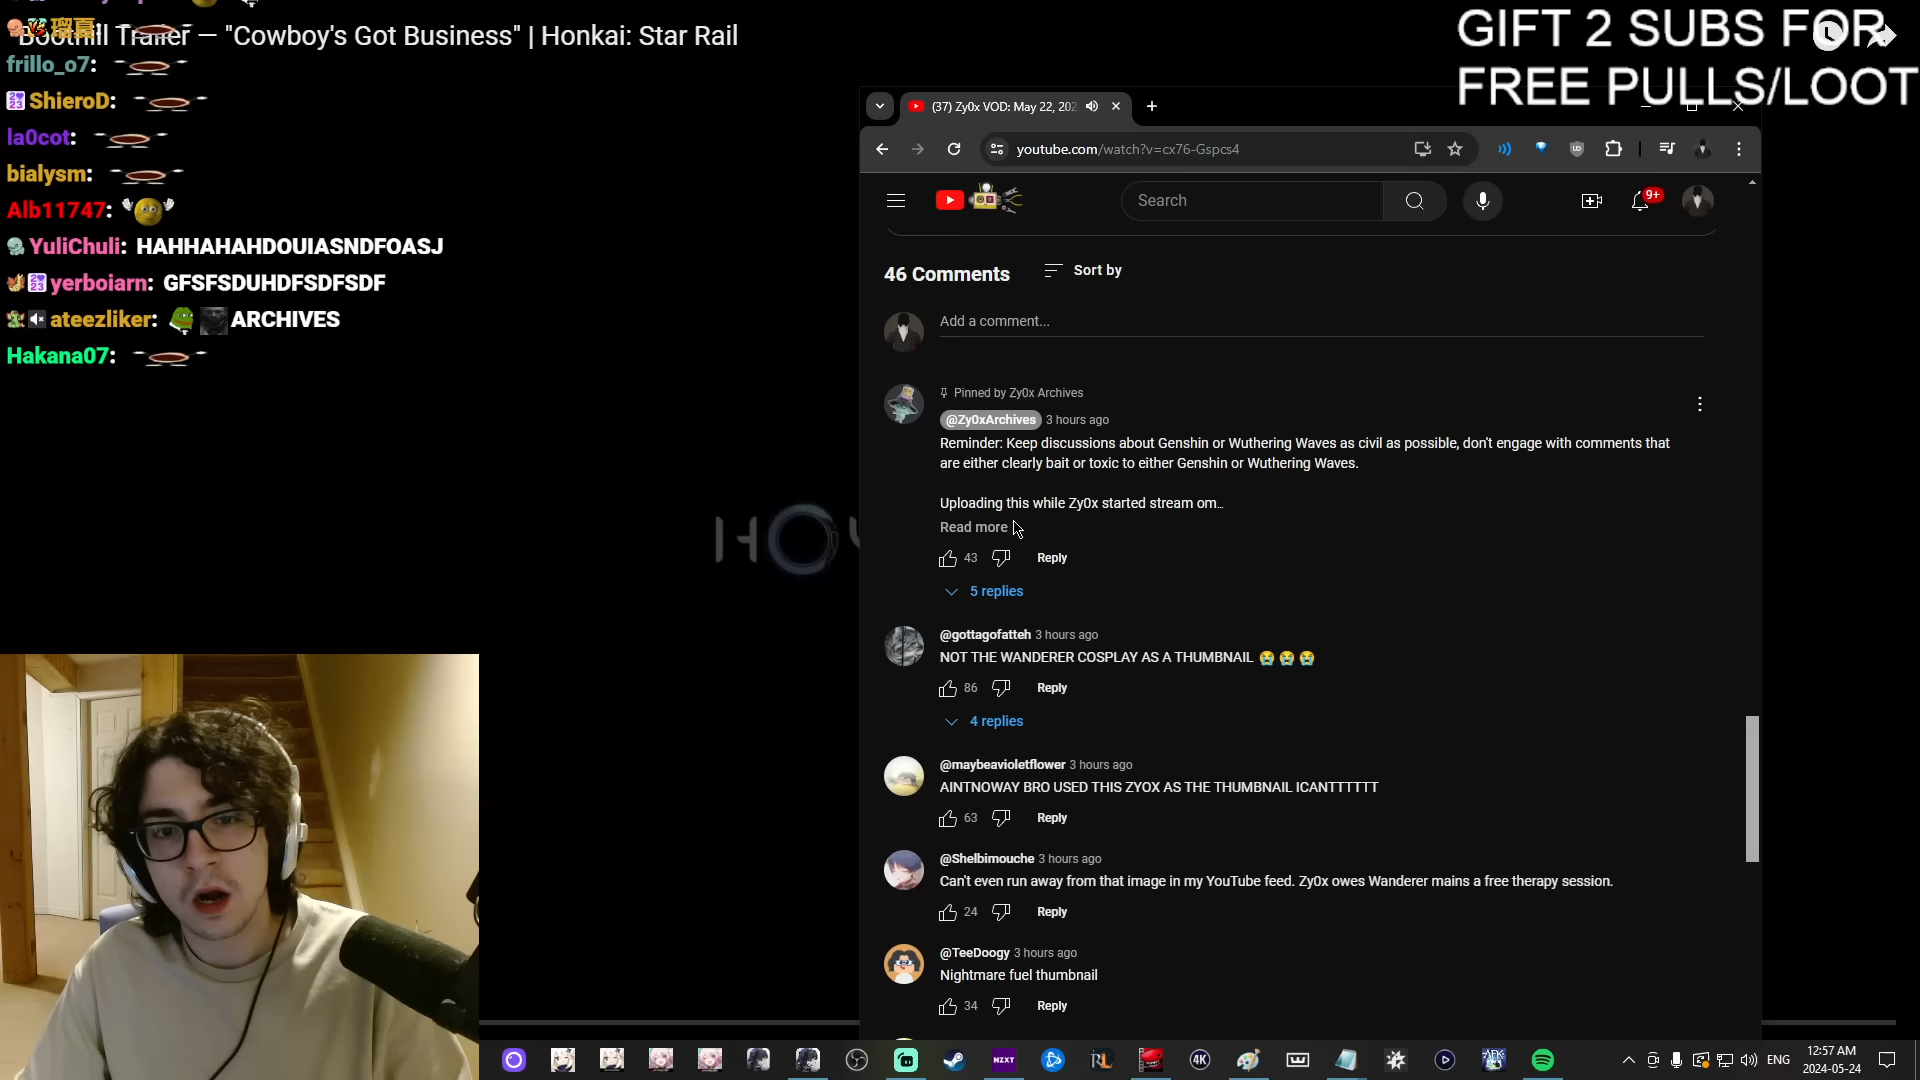 Boothill Trailer — "Cowboy's Got Business" | Honkai: Star Rail
frillo_o7:
ShieroD:
la0cot:
bialysm:
Alb11747:
YuliChuli: HAHHAHAHDOUIASNDFOASJ
yerboiarn: GFSFSDUHDFSDFSDF
ateezliker: ARCHIVES
Hakana07:
GIFT 2 SUBS FOR
FREE PULLS/LOOT
(37) Zy0x VOD: May 22, 202
youtube.com/watch?v=cx76-Gspcs4
Search
9+
46 Comments
Sort by
Add a comment...
Pinned by Zy0x Archives
@Zy0xArchives 3 hours ago
Reminder: Keep discussions about Genshin or Wuthering Waves as civil as possible, don't engage with comments that
are either clearly bait or toxic to either Genshin or Wuthering Waves.
Uploading this while Zy0x started stream om...
Read more
43
Reply
5 replies
@gottagofatteh 3 hours ago
NOT THE WANDERER COSPLAY AS A THUMBNAIL 😭😭😭
86
Reply
4 replies
@maybeavioletflower 3 hours ago
AINTNOWAY BRO USED THIS ZYOX AS THE THUMBNAIL ICANTTTTTT
63
Reply
@Shelbimouche 3 hours ago
Can't even run away from that image in my YouTube feed. Zy0x owes Wanderer mains a free therapy session.
24
Reply
@TeeDoogy 3 hours ago
Nightmare fuel thumbnail
34
Reply
NZXT
RL
4K
AFK
ENG
12:57 AM
2024-05-24